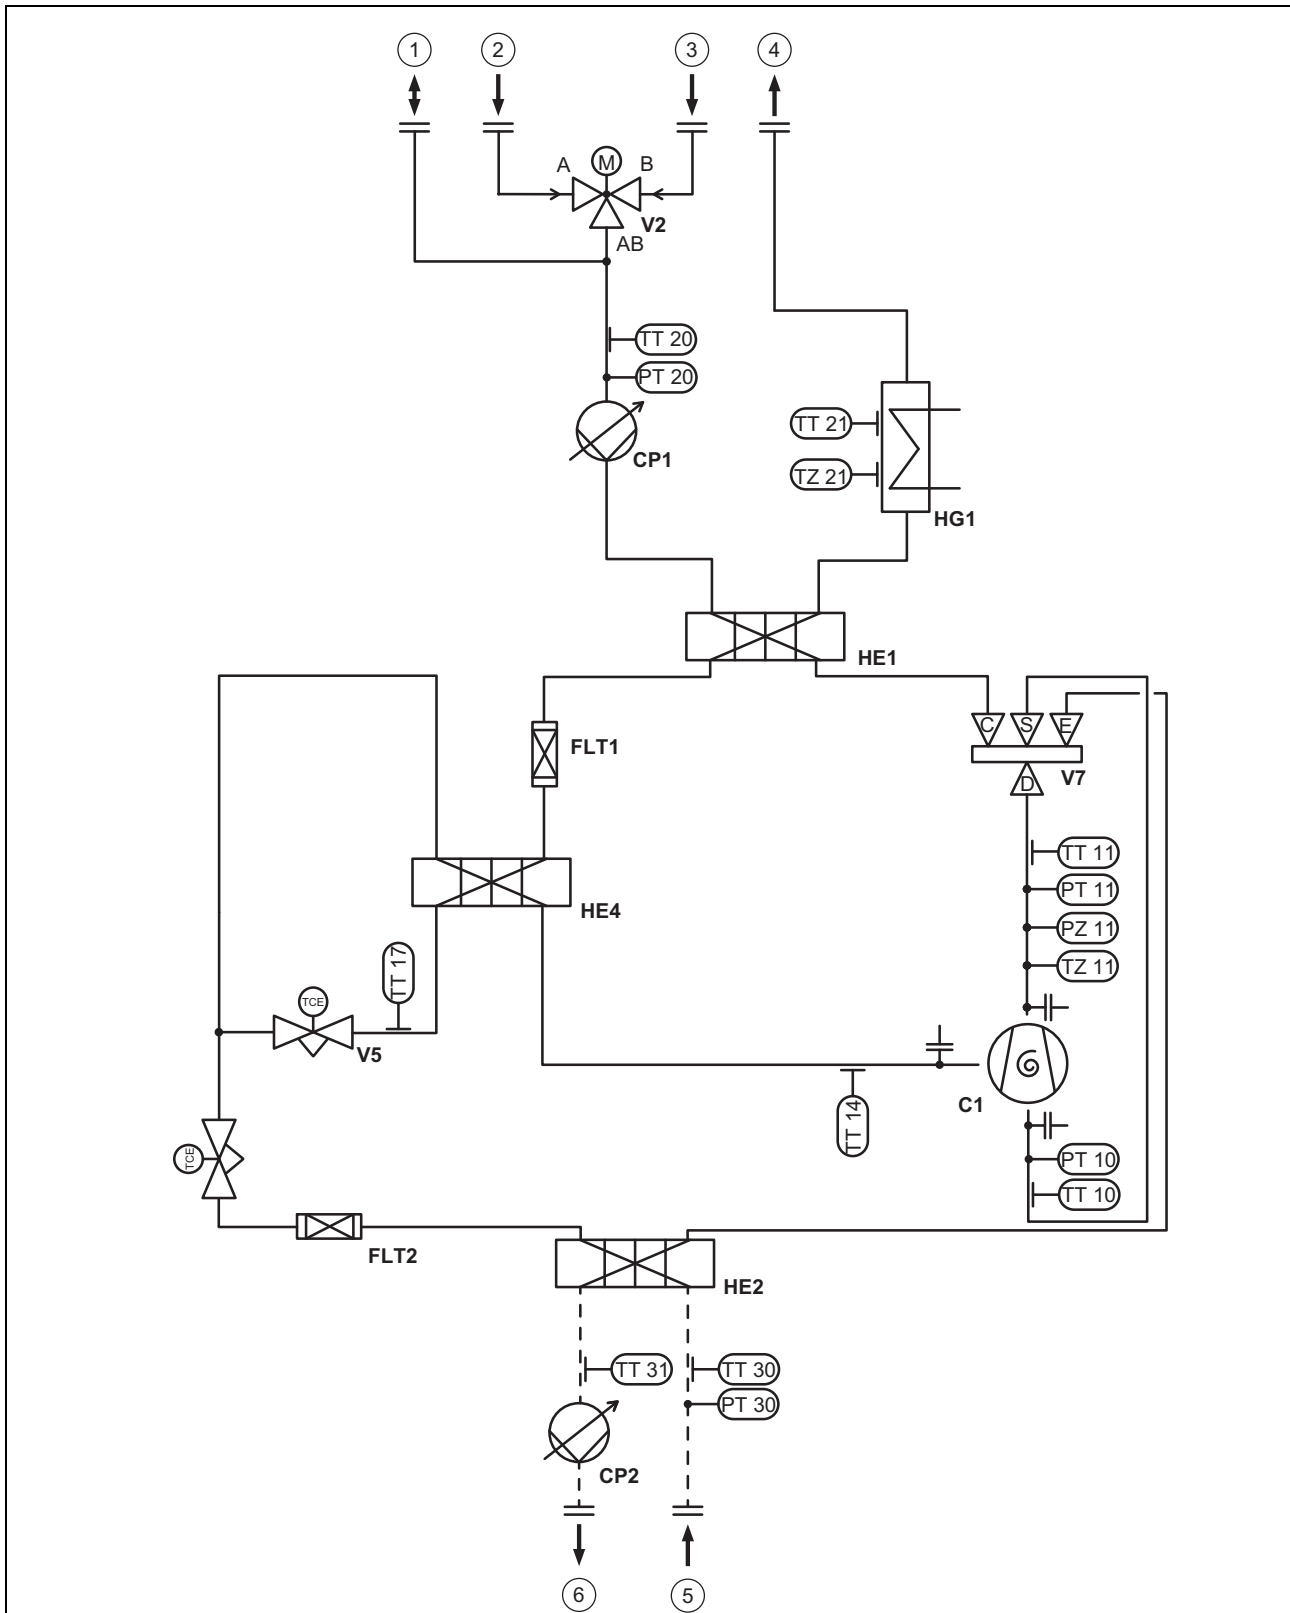 1
2
3
4
A
M
B
V2
AB
TT 20
PT 20
CP1
TT 21
TZ 21
HG1
HE1
FLT1
C
S
E
V7
D
TT 11
PT 11
PZ 11
TZ 11
HE4
TT 17
TCE
V5
C1
TT 14
TCE
PT 10
TT 10
FLT2
HE2
TT 31
TT 30
PT 30
CP2
6
5